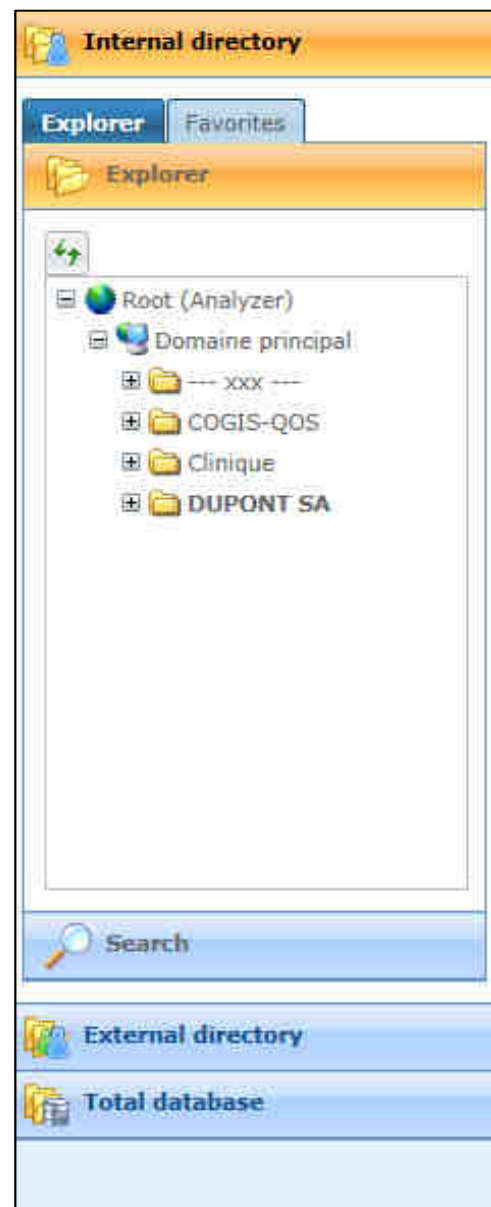 Internal directory
Explorer Favorites
Explorer
Root (Analyzer)
Domaine principal
--- xxx ---
COGIS-QOS
Clinique
DUPONT SA
Search
External directory
Total database